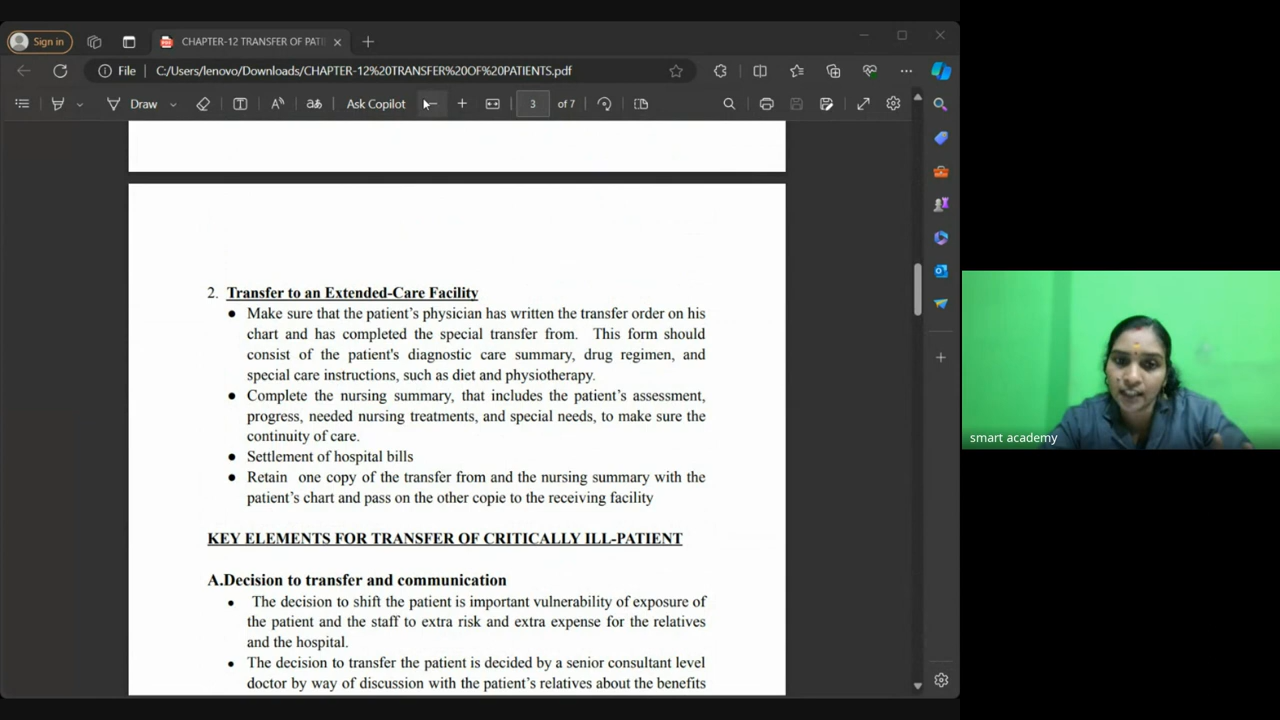 Sign in
CHAPTER-12 TRANSFER OF PATI
File
C:/Users/lenovo/Downloads/CHAPTER-12%20TRANSFER%20OF%20PATIENTS.pdf
Draw
Ask Copilot
3
of 7
2. Transfer to an Extended-Care Facility
● Make sure that the patient's physician has written the transfer order on his
chart and has completed the special transfer from. This form should
consist of the patient's diagnostic care summary, drug regimen, and
special care instructions, such as diet and physiotherapy.
● Complete the nursing summary, that includes the patient's assessment,
progress, needed nursing treatments, and special needs, to make sure the
continuity of care.
● Settlement of hospital bills
● Retain one copy of the transfer from and the nursing summary with the
patient's chart and pass on the other copie to the receiving facility
KEY ELEMENTS FOR TRANSFER OF CRITICALLY ILL-PATIENT
A.Decision to transfer and communication
● The decision to shift the patient is important vulnerability of exposure of
the patient and the staff to extra risk and extra expense for the relatives
and the hospital.
● The decision to transfer the patient is decided by a senior consultant level
doctor by way of discussion with the patient's relatives about the benefits
smart academy